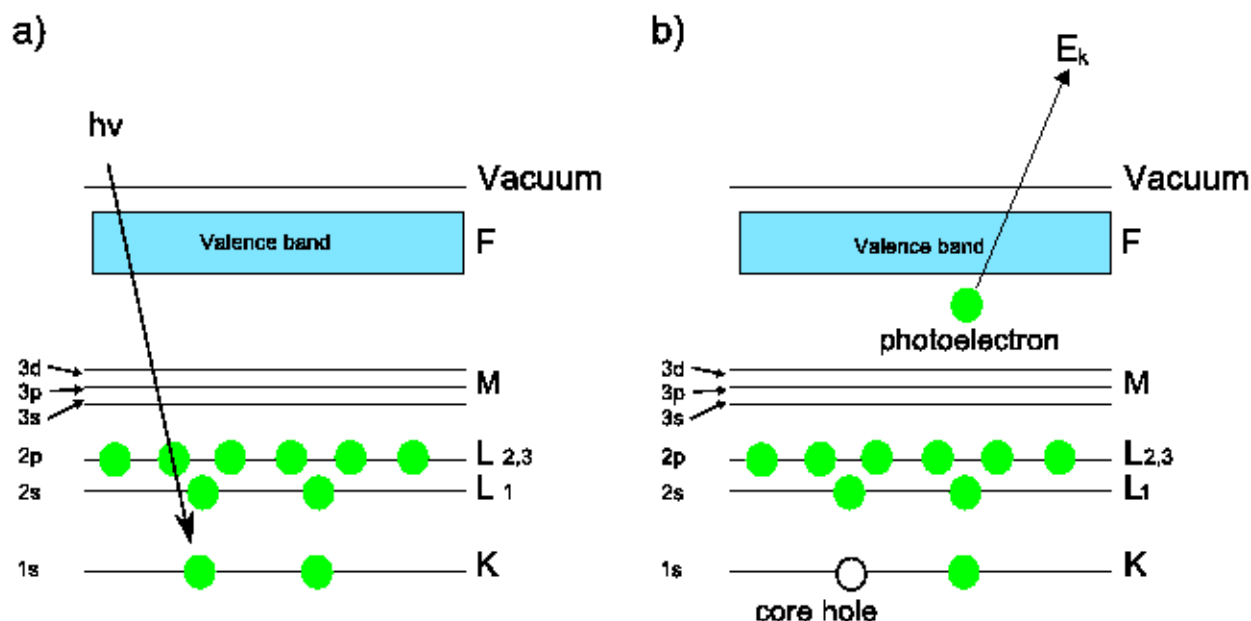 a)
hv
Vacuum
Valence band F
3d
3p M
3s
2p L 2,3
2s L 1
1s K
b)
Ek
Vacuum
Valence band F
photoelectron
3d
3p M
3s
2p L2,3
2s L1
1s K
core hole